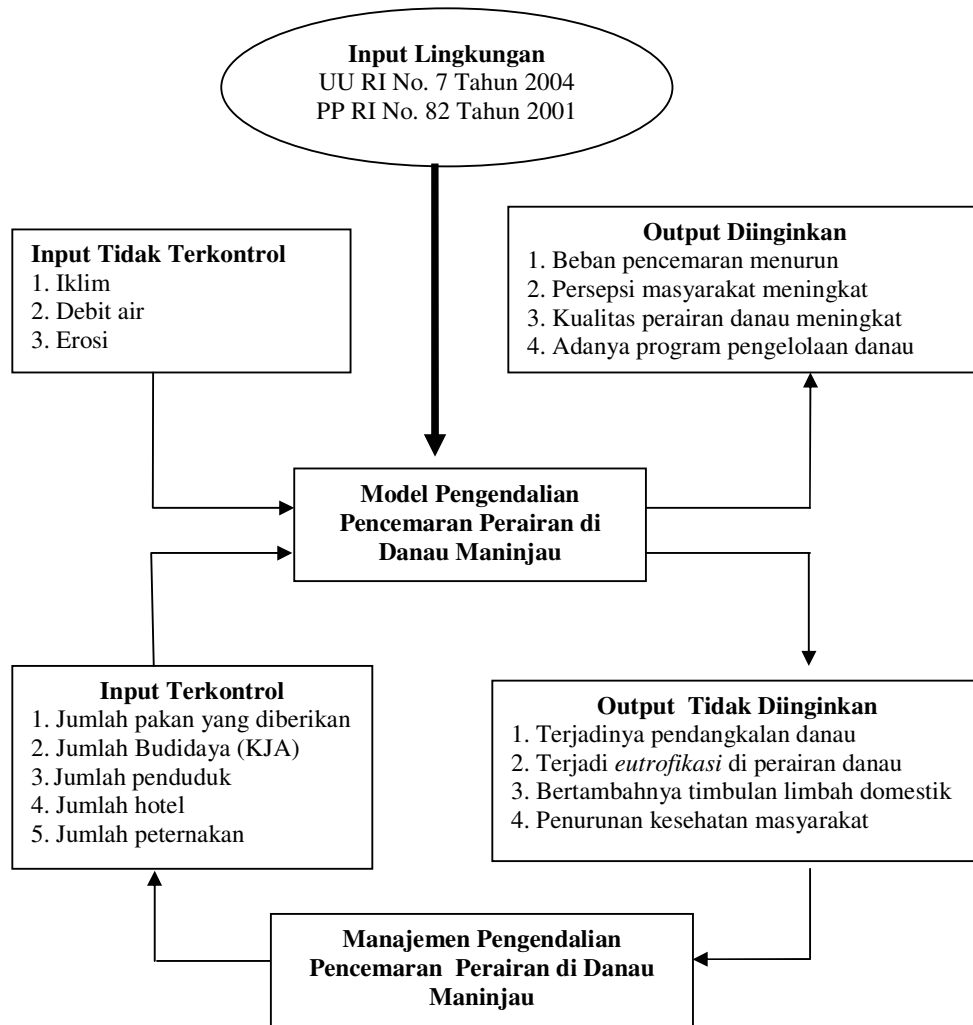 Input Lingkungan
UU RI No. 7 Tahun 2004
PP RI No. 82 Tahun 2001
Input Tidak Terkontrol
1. Iklim
2. Debit air
3. Erosi
Output Diinginkan
1. Beban pencemaran menurun
2. Persepsi masyarakat meningkat
3. Kualitas perairan danau meningkat
4. Adanya program pengelolaan danau
Model Pengendalian
Pencemaran Perairan di
Danau Maninjau
Input Terkontrol
1. Jumlah pakan yang diberikan
2. Jumlah Budidaya (KJA)
3. Jumlah penduduk
4. Jumlah hotel
5. Jumlah peternakan
Output Tidak Diinginkan
1. Terjadinya pendangkalan danau
2. Terjadi eutrofikasi di perairan danau
3. Bertambahnya timbulan limbah domestik
4. Penurunan kesehatan masyarakat
Manajemen Pengendalian
Pencemaran Perairan di Danau
Maninjau